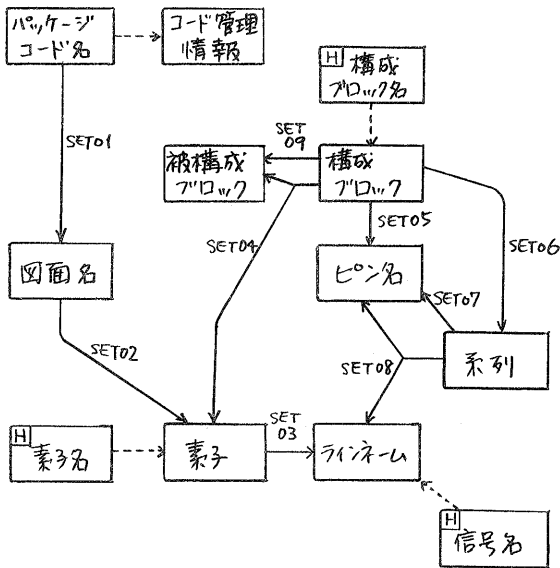 パッケージ
コード名
コード管理
情報
H 構成
ブロック名
SET01
SET
09
被構成
ブロック
構成
ブロック
SET04
SET05
SET06
図面名
ピン名
SET07
SET02
SET08
系列
H
素子名
素子
SET
03
ラインネーム
H
信号名